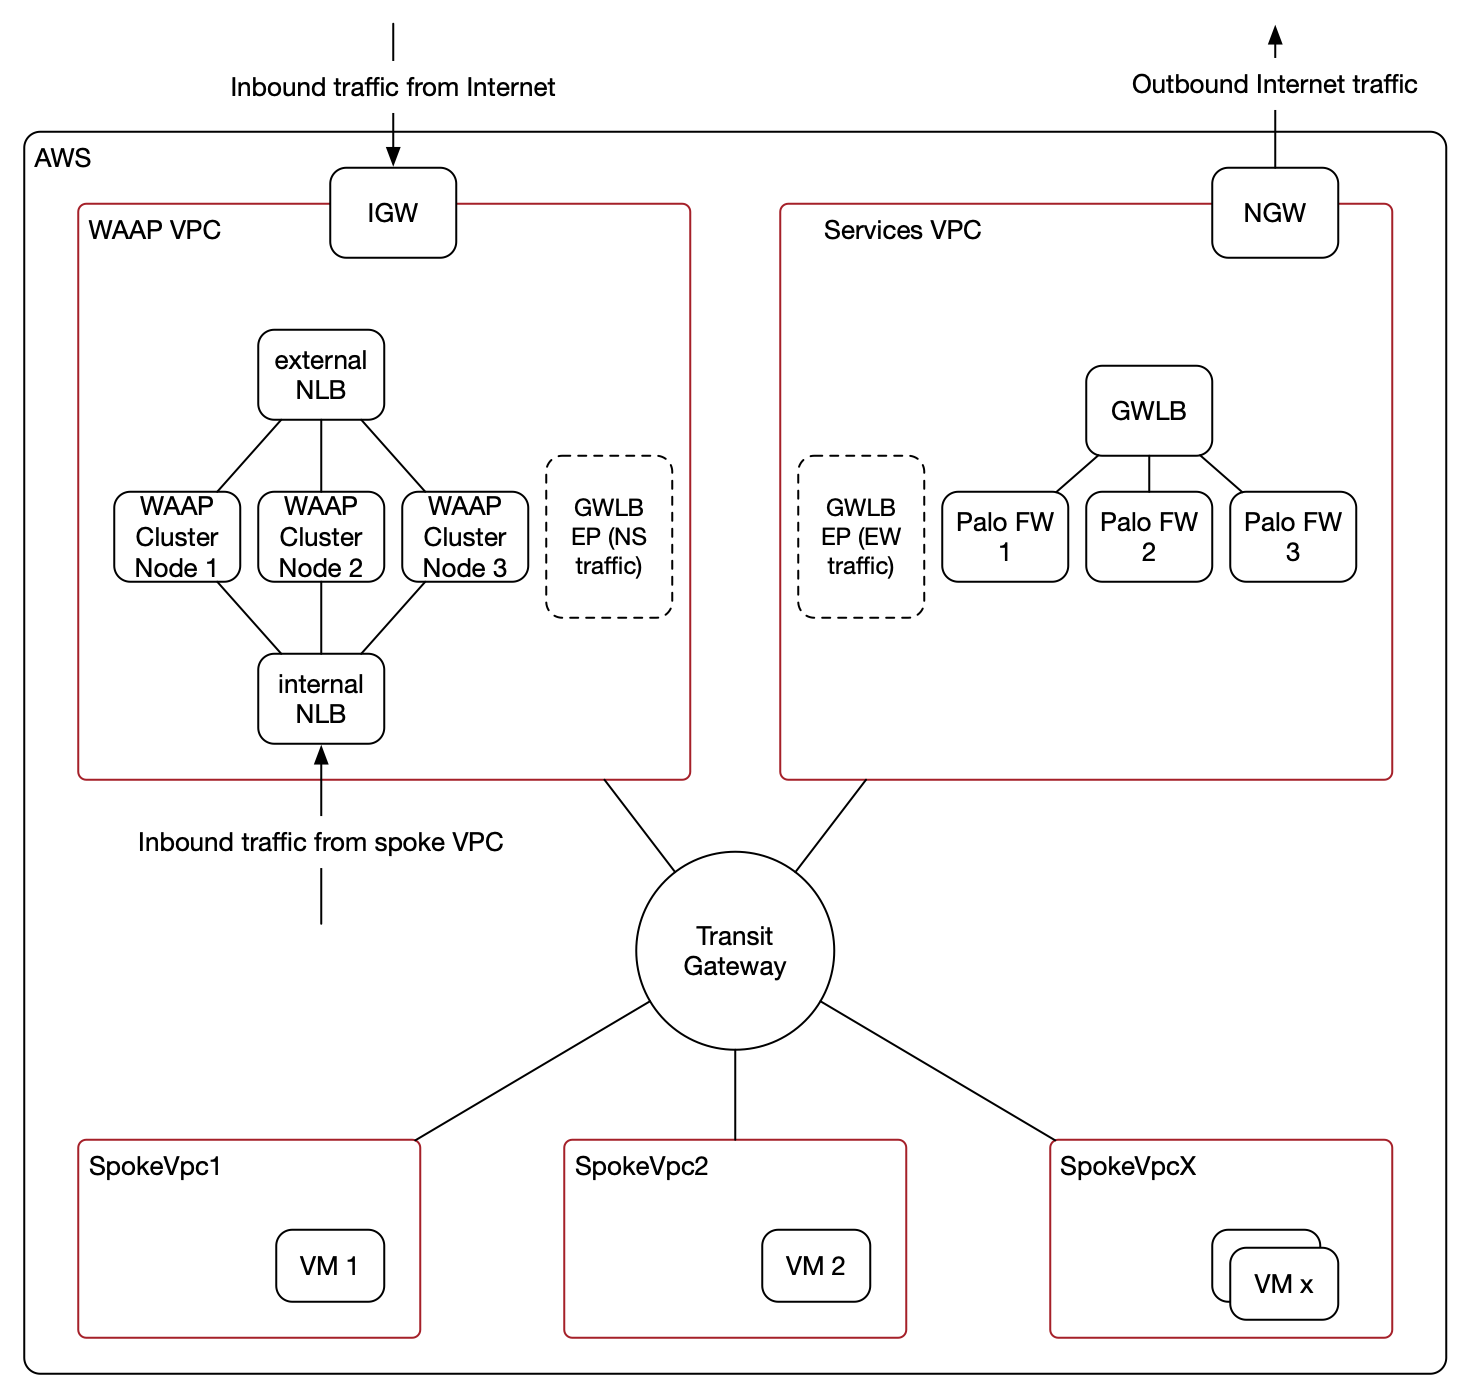 Inbound traffic from Internet
Outbound Internet traffic
AWS
IGW
NGW
WAAP VPC
Services VPC
external
NLB
GWLB
WAAP
Cluster
Node 1
WAAP
Cluster
Node 2
WAAP
Cluster
Node 3
GWLB
EP (NS
traffic)
GWLB
EP (EW
traffic)
Palo FW
1
Palo FW
2
Palo FW
3
internal
NLB
Inbound traffic from spoke VPC
Transit
Gateway
SpokeVpc1
VM 1
SpokeVpc2
VM 2
SpokeVpcX
VM x